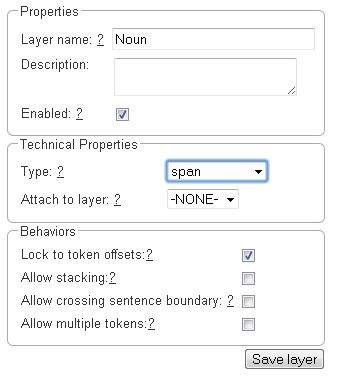 Properties
Layer name: ? Noun
Description:
Enabled: ?
Technical Properties
Type: ? span
Attach to layer: ? -NONE-
Behaviors
Lock to token offsets:?
Allow stacking:?
Allow crossing sentence boundary: ?
Allow multiple tokens:?
Save layer